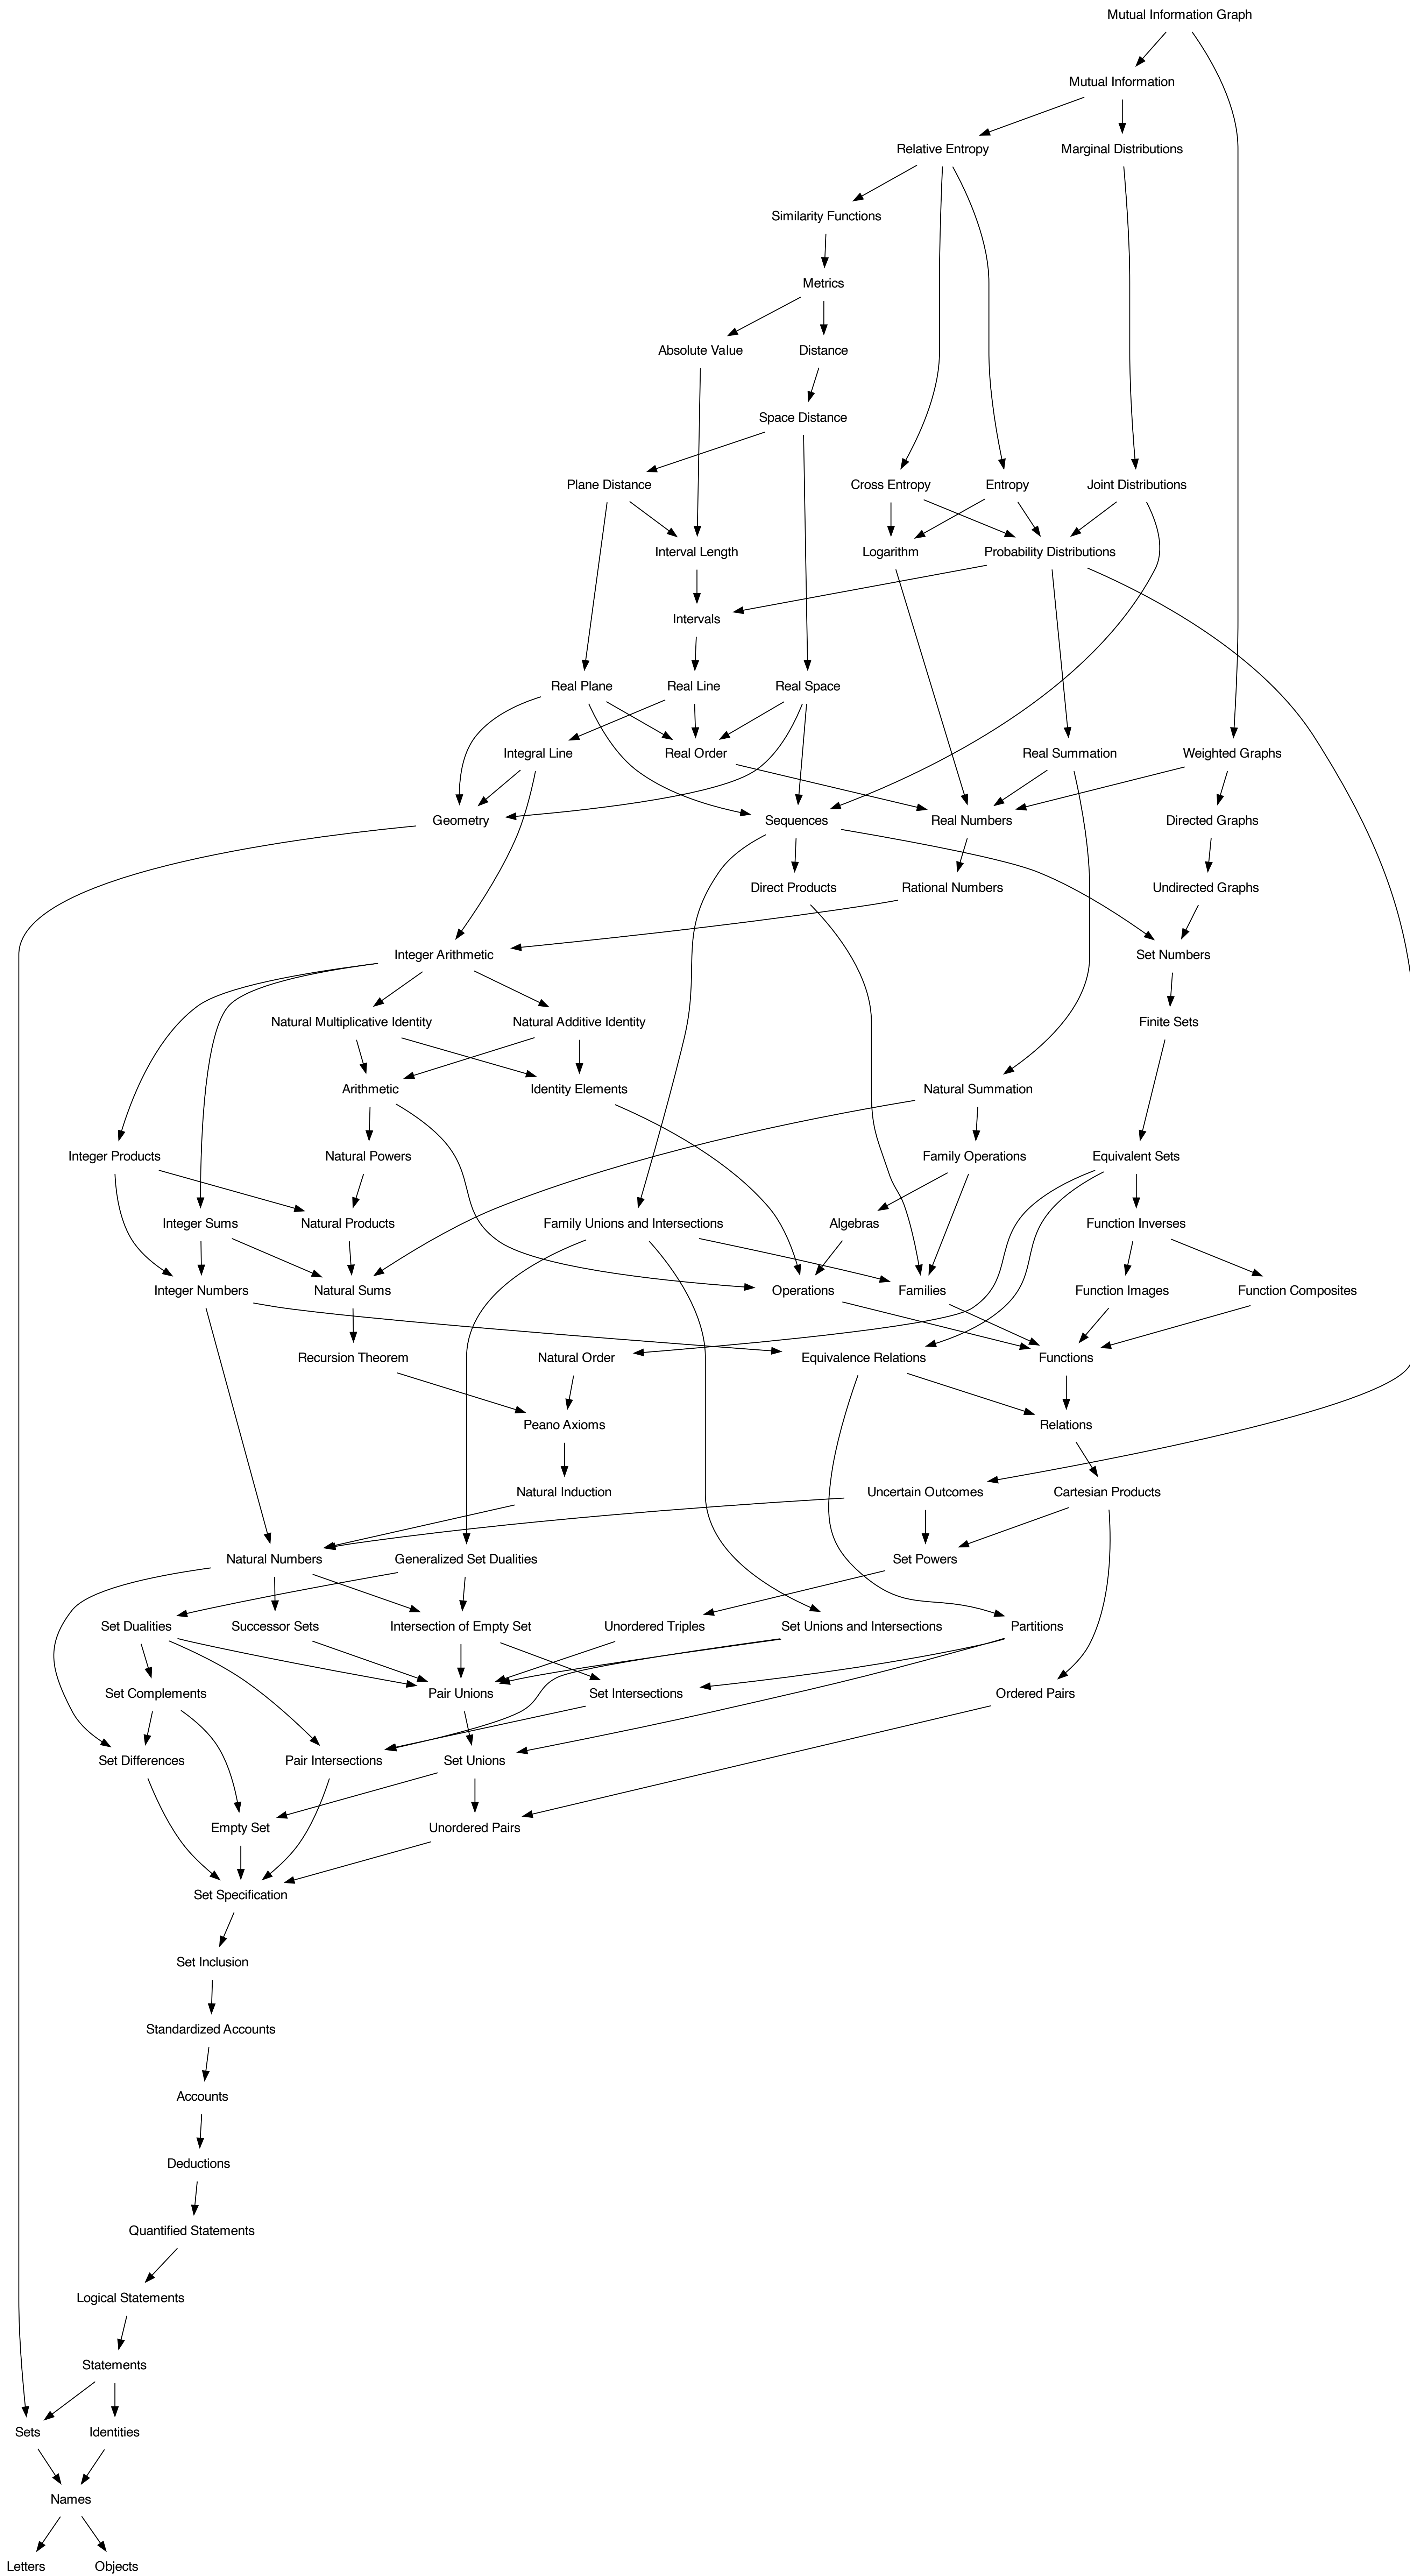 Mutual Information Graph
Mutual Information
Relative Entropy
Marginal Distributions
Similarity Functions
Metrics
Absolute Value
Distance
Space Distance
Plane Distance
Cross Entropy
Entropy
Joint Distributions
Interval Length
Logarithm
Probability Distributions
Intervals
Real Plane
Real Line
Real Space
Integral Line
Real Order
Real Summation
Weighted Graphs
Geometry
Sequences
Real Numbers
Directed Graphs
Direct Products
Rational Numbers
Undirected Graphs
Integer Arithmetic
Set Numbers
Natural Multiplicative Identity
Natural Additive Identity
Finite Sets
Arithmetic
Identity Elements
Natural Summation
Integer Products
Natural Powers
Family Operations
Equivalent Sets
Integer Sums
Natural Products
Family Unions and Intersections
Algebras
Function Inverses
Integer Numbers
Natural Sums
Operations
Families
Function Images
Function Composites
Recursion Theorem
Natural Order
Equivalence Relations
Functions
Peano Axioms
Relations
Natural Induction
Uncertain Outcomes
Cartesian Products
Natural Numbers
Generalized Set Dualities
Set Powers
Set Dualities
Successor Sets
Intersection of Empty Set
Unordered Triples
Set Unions and Intersections
Partitions
Set Complements
Pair Unions
Set Intersections
Ordered Pairs
Set Differences
Pair Intersections
Set Unions
Empty Set
Unordered Pairs
Set Specification
Set Inclusion
Standardized Accounts
Accounts
Deductions
Quantified Statements
Logical Statements
Statements
Sets
Identities
Names
Letters
Objects